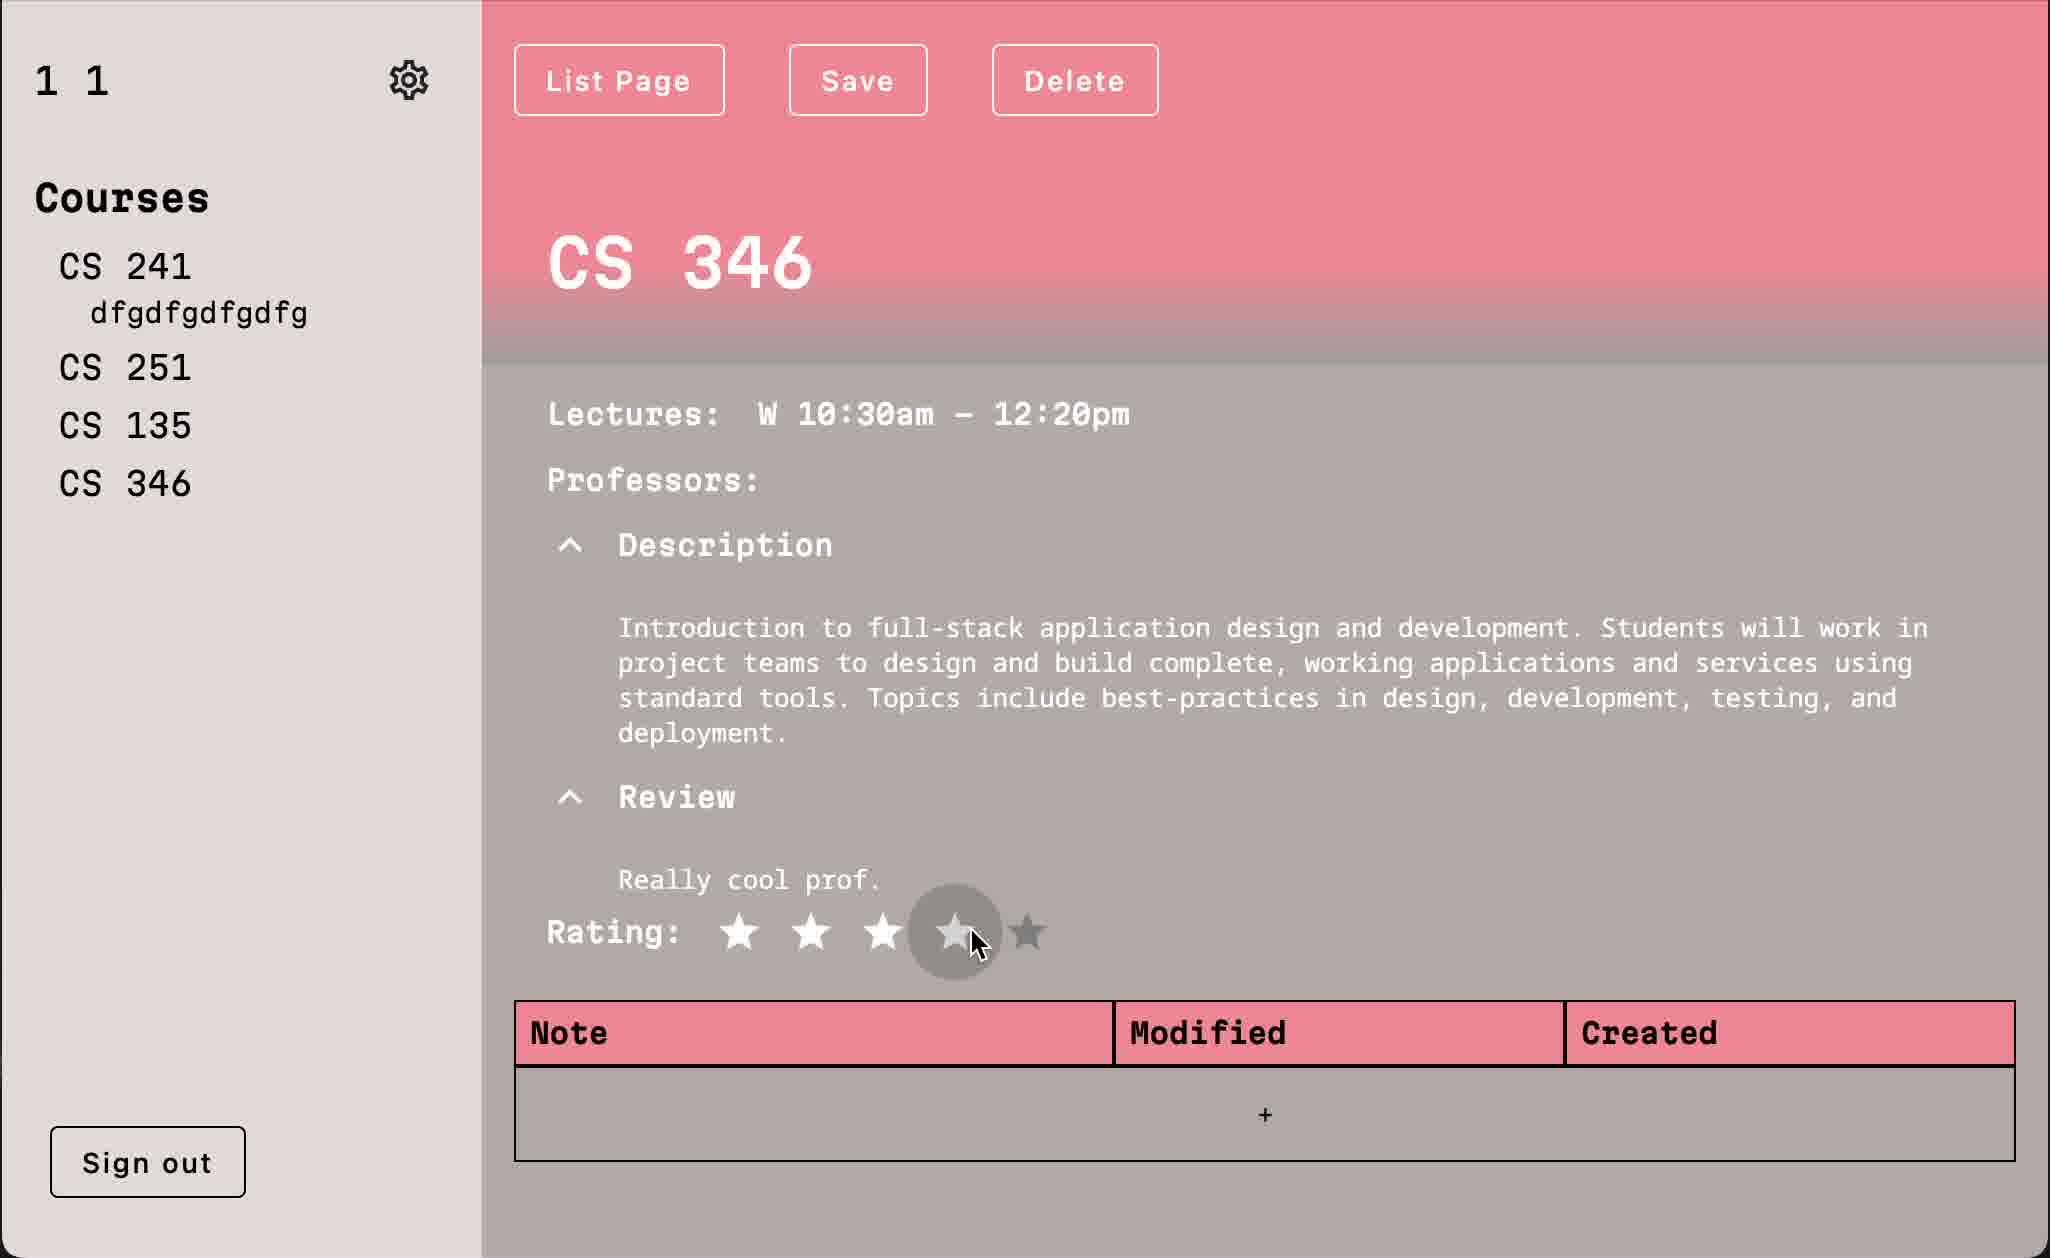 1 1
Courses
CS 241
dfgdfgdfgdfg
CS 251
CS 135
CS 346
Sign out
List Page
Save
Delete
CS 346
Lectures: W 10:30am - 12:20pm
Professors:
Description
Introduction to full-stack application design and development. Students will work in
project teams to design and build complete, working applications and services using
standard tools. Topics include best-practices in design, development, testing, and
deployment.
Review
Really cool prof.
Rating:
Note Modified Created
+